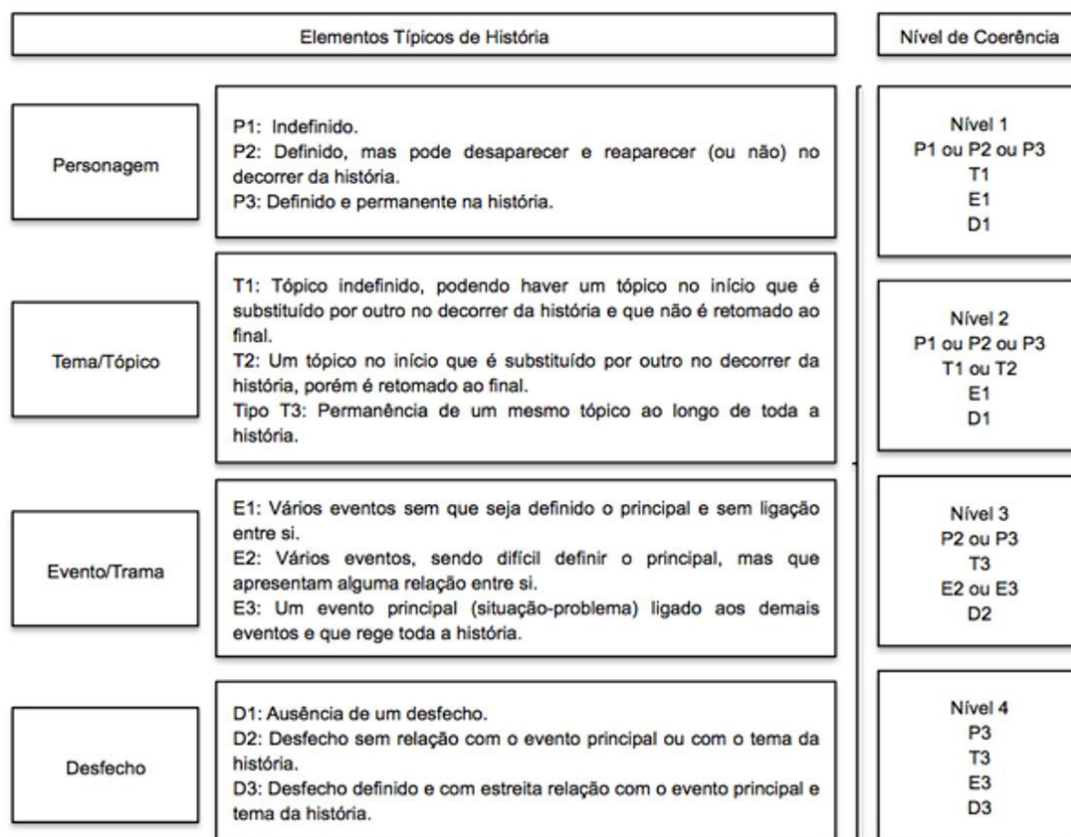 Elementos Típicos de História
Nível de Coerência
Personagem
P1: Indefinido.
P2: Definido, mas pode desaparecer e reaparecer (ou não) no
decorrer da história.
P3: Definido e permanente na história.
Nível 1
P1 ou P2 ou P3
T1
E1
D1
Tema/Tópico
T1: Tópico indefinido, podendo haver um tópico no início que é
substituído por outro no decorrer da história e que não é retomado ao
final.
T2: Um tópico no início que é substituído por outro no decorrer da
história, porém é retomado ao final.
Tipo T3: Permanência de um mesmo tópico ao longo de toda a
história.
Nível 2
P1 ou P2 ou P3
T1 ou T2
E1
D1
Evento/Trama
E1: Vários eventos sem que seja definido o principal e sem ligação
entre si.
E2: Vários eventos, sendo difícil definir o principal, mas que
apresentam alguma relação entre si.
E3: Um evento principal (situação-problema) ligado aos demais
eventos e que rege toda a história.
Nível 3
P2 ou P3
T3
E2 ou E3
D2
Desfecho
D1: Ausência de um desfecho.
D2: Desfecho sem relação com o evento principal ou com o tema da
história.
D3: Desfecho definido e com estreita relação com o evento principal e
tema da história.
Nível 4
P3
T3
E3
D3